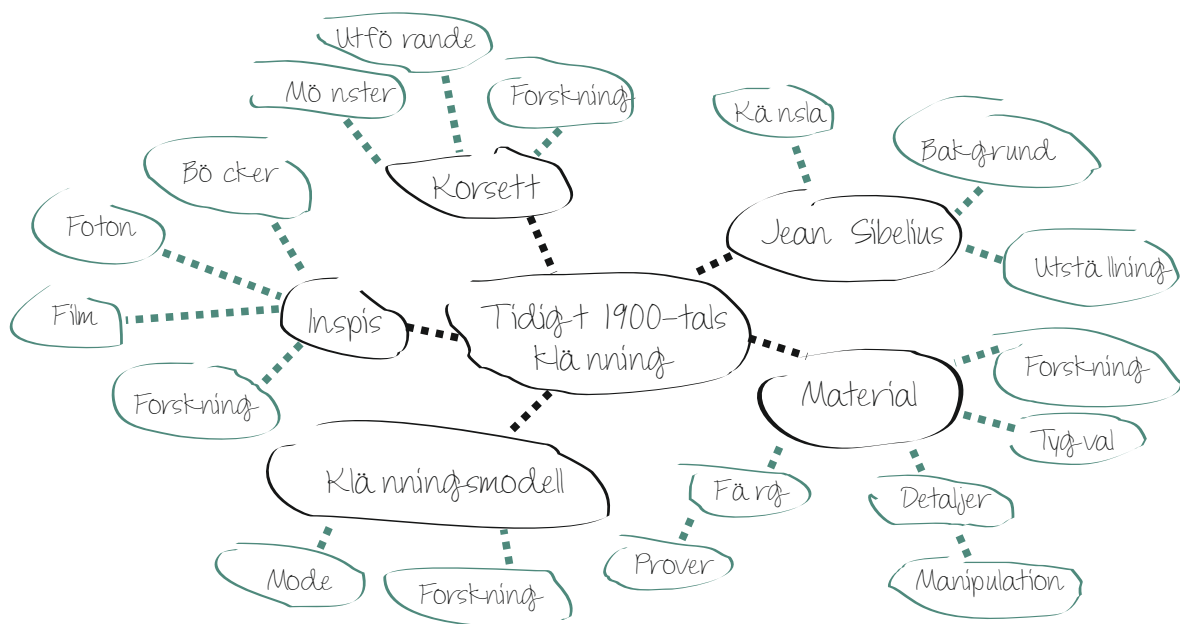 Utförande
Mönster
Forskning
Känsla
Bakgrund
Böcker
Korsett
Foton
Jean Sibelius
Utställning
Film
Inspis
Tidigt 1900-tals
klänning
Forskning
Material
Forskning
Tygval
Klänningsmodell
Färg
Detaljer
Prover
Manipulation
Mode
Forskning